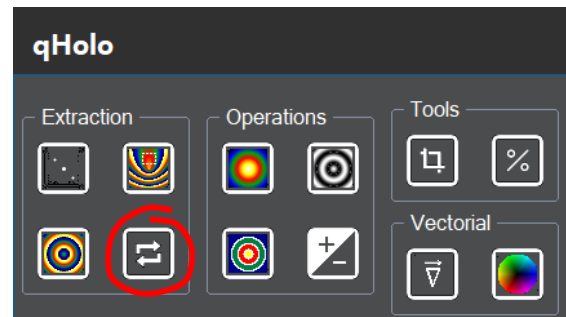 qHolo
Extraction
Operations
Tools
%
Vectorial
+
−